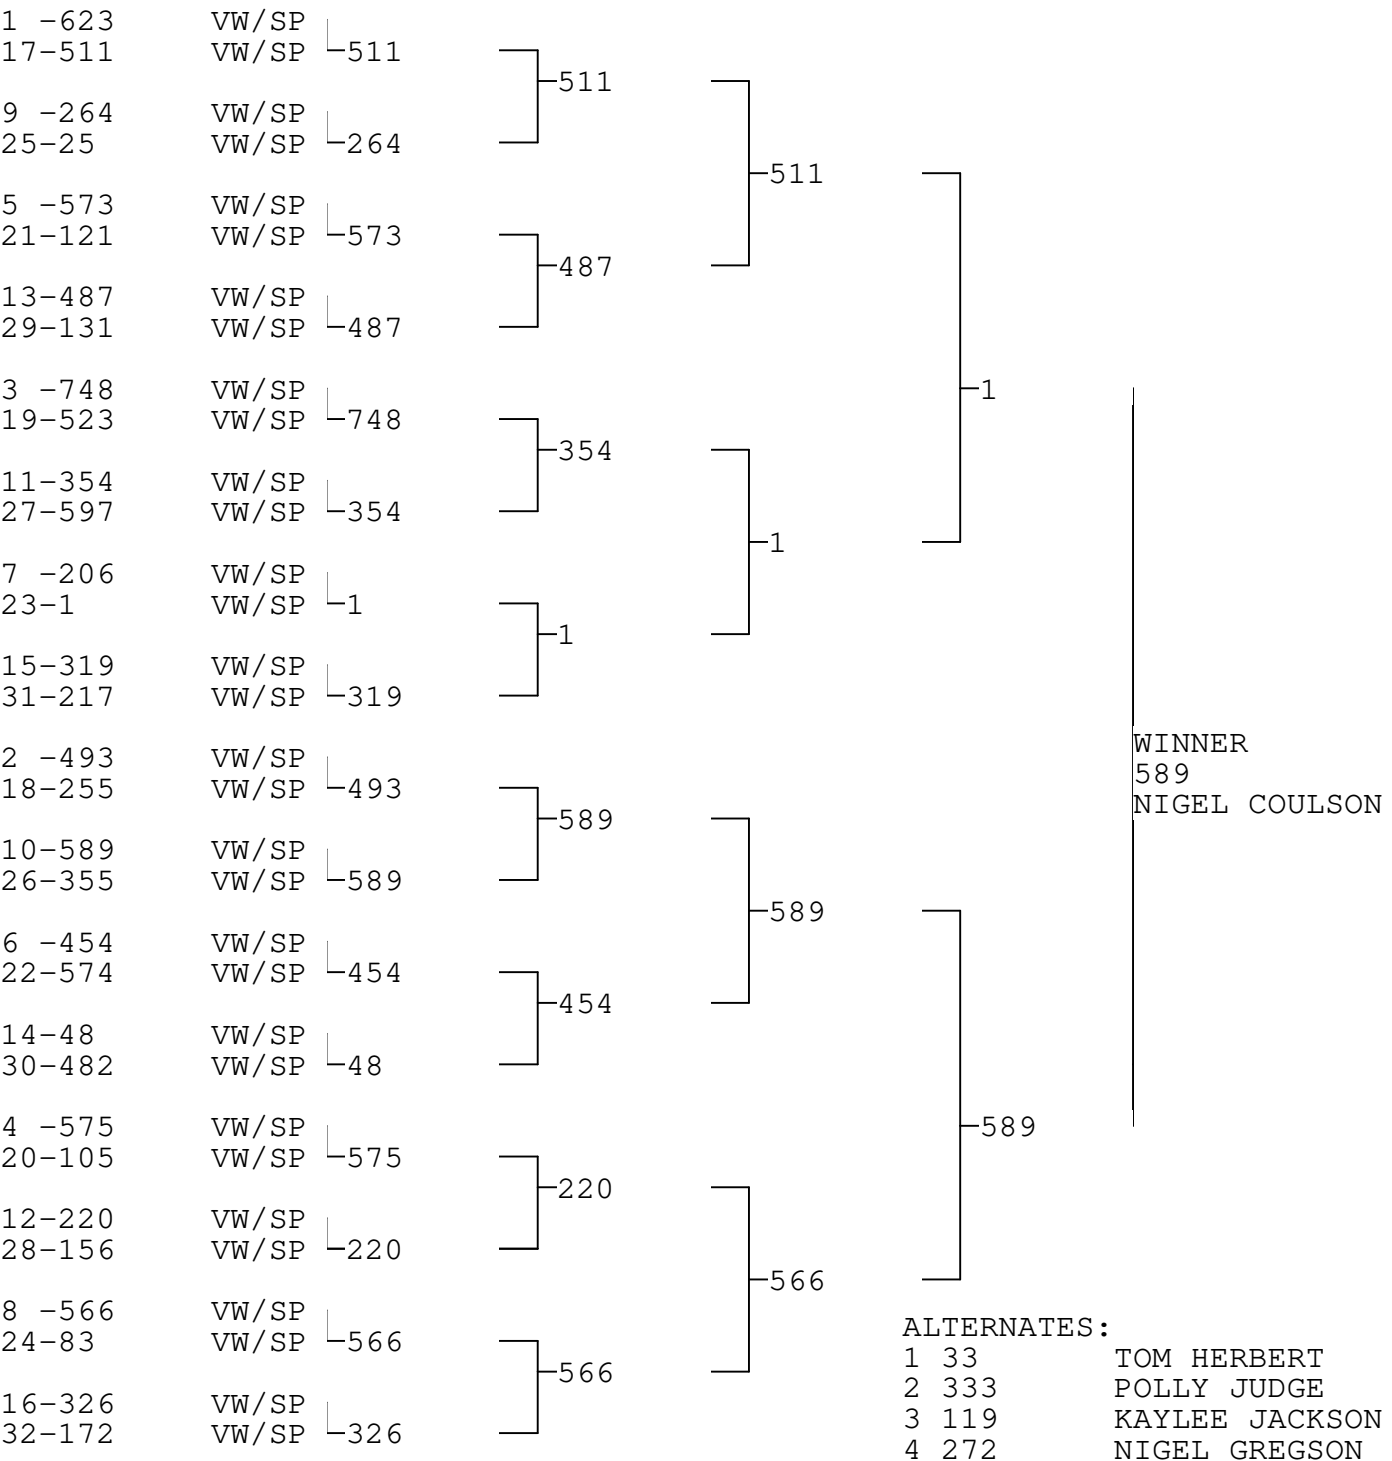 1 -623 VW/SP
17-511 VW/SP 511
511
9 -264 VW/SP
25-25 VW/SP 264
511
5 -573 VW/SP
21-121 VW/SP 573
487
13-487 VW/SP
29-131 VW/SP 487
3 -748 VW/SP
1
19-523 VW/SP 748
354
11-354 VW/SP
27-597 VW/SP 354
1
7 -206 VW/SP
23-1 VW/SP 1
1
15-319 VW/SP
31-217 VW/SP 319
WINNER
2 -493 VW/SP
589
18-255 VW/SP 493
NIGEL COULSON
589
10-589 VW/SP
26-355 VW/SP 589
589
6 -454 VW/SP
22-574 VW/SP 454
454
14-48 VW/SP
30-482 VW/SP 48
4 -575 VW/SP
589
20-105 VW/SP 575
220
12-220 VW/SP
28-156 VW/SP 220
566
8 -566 VW/SP
ALTERNATES:
24-83 VW/SP 566
1 33 TOM HERBERT
566
2 333 POLLY JUDGE
16-326 VW/SP
3 119 KAYLEE JACKSON
32-172 VW/SP 326
4 272 NIGEL GREGSON